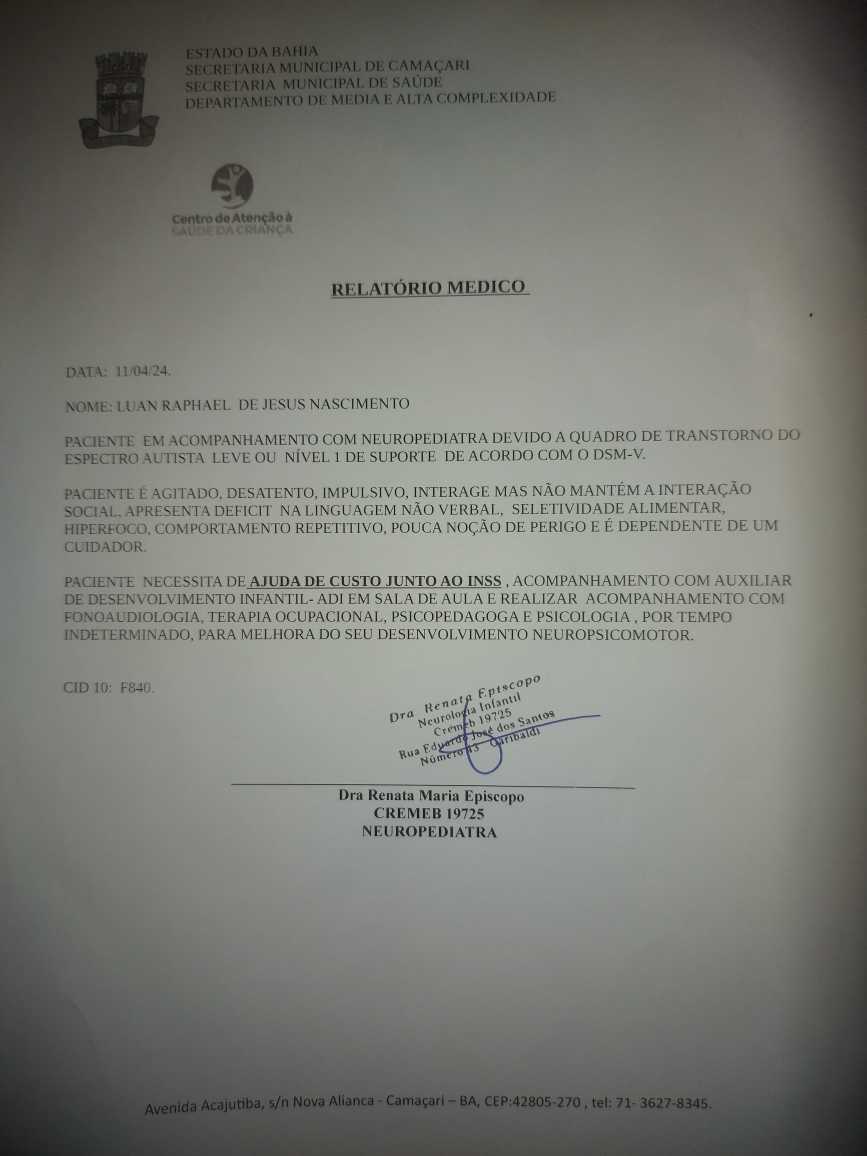 ESTADO DA BAHIA
SECRETARIA MUNICIPAL DE CAMAÇARI
SECRETARIA MUNICIPAL DE SAÚDE
DEPARTAMENTO DE MEDIA E ALTA COMPLEXIDADE
Centro de Atenção à
SAÚDE DA CRIANÇA
RELATÓRIO MEDICO
DATA: 11/04/24.
NOME: LUAN RAPHAEL DE JESUS NASCIMENTO
PACIENTE EM ACOMPANHAMENTO COM NEUROPEDIATRA DEVIDO A QUADRO DE TRANSTORNO DO
ESPECTRO AUTISTA LEVE OU NÍVEL 1 DE SUPORTE DE ACORDO COM O DSM-V.
PACIENTE É AGITADO, DESATENTO, IMPULSIVO, INTERAGE MAS NÃO MANTÉM A INTERAÇÃO
SOCIAL, APRESENTA DEFICIT NA LINGUAGEM NÃO VERBAL, SELETIVIDADE ALIMENTAR,
HIPERFOCO, COMPORTAMENTO REPETITIVO, POUCA NOÇÃO DE PERIGO E É DEPENDENTE DE UM
CUIDADOR.
PACIENTE NECESSITA DE AJUDA DE CUSTO JUNTO AO INSS , ACOMPANHAMENTO COM AUXILIAR
DE DESENVOLVIMENTO INFANTIL- ADI EM SALA DE AULA E REALIZAR ACOMPANHAMENTO COM
FONOAUDIOLOGIA, TERAPIA OCUPACIONAL, PSICOPEDAGOGA E PSICOLOGIA , POR TEMPO
INDETERMINADO, PARA MELHORA DO SEU DESENVOLVIMENTO NEUROPSICOMOTOR.
CID 10: F840.
Dra Renata Episcopo
Neurologia Infantil
Cremeb 19725
Rua Eduardo José dos Santos
Número 43 Garibaldi
Dra Renata Maria Episcopo
CREMEB 19725
NEUROPEDIATRA
Avenida Acajutiba, s/n Nova Alianca - Camaçari – BA, CEP:42805-270 , tel: 71- 3627-8345.